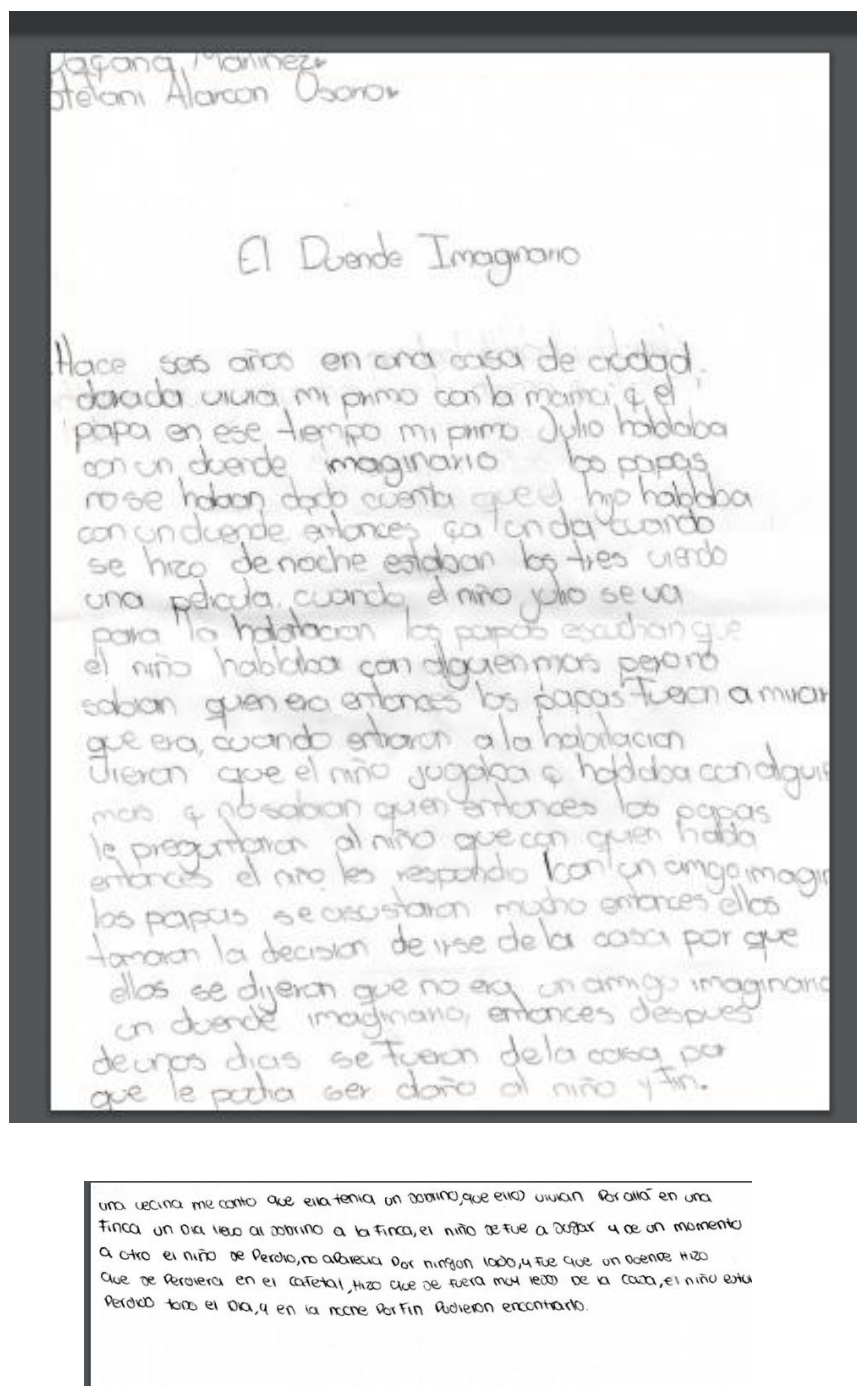 Martinez
Stefani Alarcon Osorio
El Duende Imaginario
Hace seis años en una casa de ciudad
dorada vivia mi primo con la mama y el
papa en ese tiempo mi primo Julio hablaba
con un duende imaginario los papas
no se habian dado cuenta que el hijo hablaba
con un duende entonces ya un dia cuando
se hizo de noche estaban los tres viendo
una pelicula cuando, el niño julio se va
para la habitacion los papas escuchan que
el niño hablaba con alguien mas pero no
sabian quien era entonces los papas fueron a mirar
que era, cuando entraron a la habitacion
vieron que el niño jugaba y hablaba con alguie
mas y no sabian quien entonces los papas
le preguntaron al niño que con quien habla
entonces el niño les respondio con un amigo imagin
los papas se asustaron mucho entonces ellos
tomaron la decision de irse de la casa por que
ellos se dijeron que no era un amigo imaginario
un duende imaginario, entonces despues
de unos dias se fueron de la casa por
que le podia ser daño al niño y fin.
una vecina me conto que ella tenia un sobrino, que ellos vivian por allá en una
finca un dia llevo al sobrino a la finca, el niño se fue a jugar y de un momento
a otro el niño se perdio, no aparecia por ningun lado, y fue que un duende hizo
que se perdiera en el cafetal, hizo que se fuera muy lejos de la casa, el niño estu
perdido todo el dia, y en la noche por fin pudieron encontrarlo.